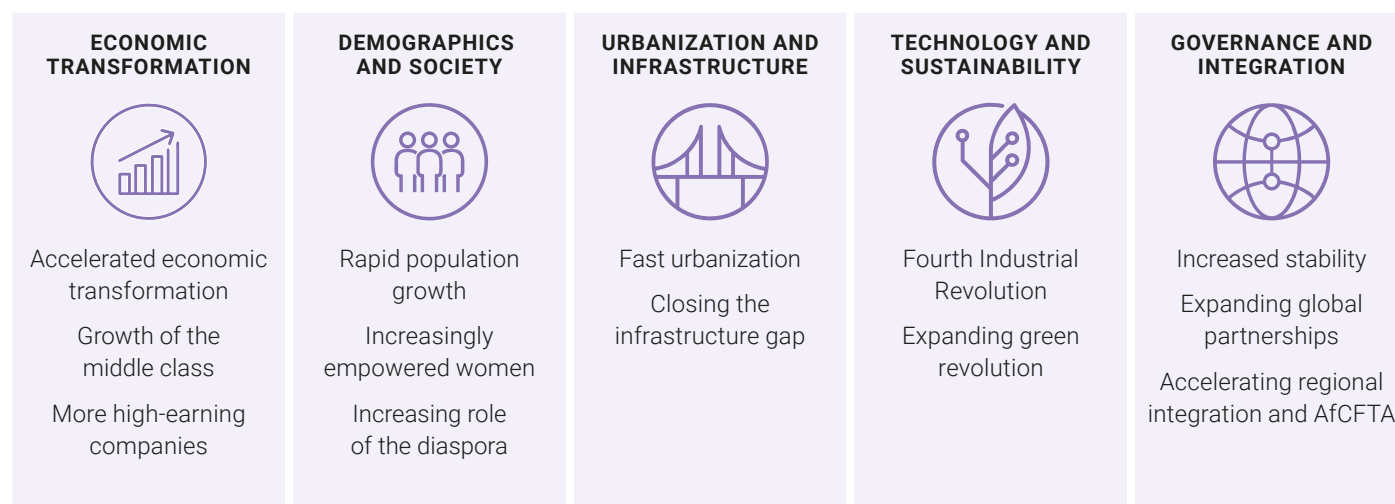 ECONOMIC
TRANSFORMATION
Accelerated economic
transformation
Growth of the
middle class
More high-earning
companies
DEMOGRAPHICS
AND SOCIETY
Rapid population
growth
Increasingly
empowered women
Increasing role
of the diaspora
URBANIZATION AND
INFRASTRUCTURE
Fast urbanization
Closing the
infrastructure gap
TECHNOLOGY AND
SUSTAINABILITY
Fourth Industrial
Revolution
Expanding green
revolution
GOVERNANCE AND
INTEGRATION
Increased stability
Expanding global
partnerships
Accelerating regional
integration and AfCFTA